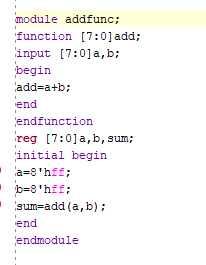 module addfunc;
function [7:0]add;
input [7:0]a,b;
begin
add=a+b;
end
endfunction
reg [7:0]a,b,sum;
initial begin
a=8'hff;
b=8'hff;
sum=add(a,b);
end
endmodule